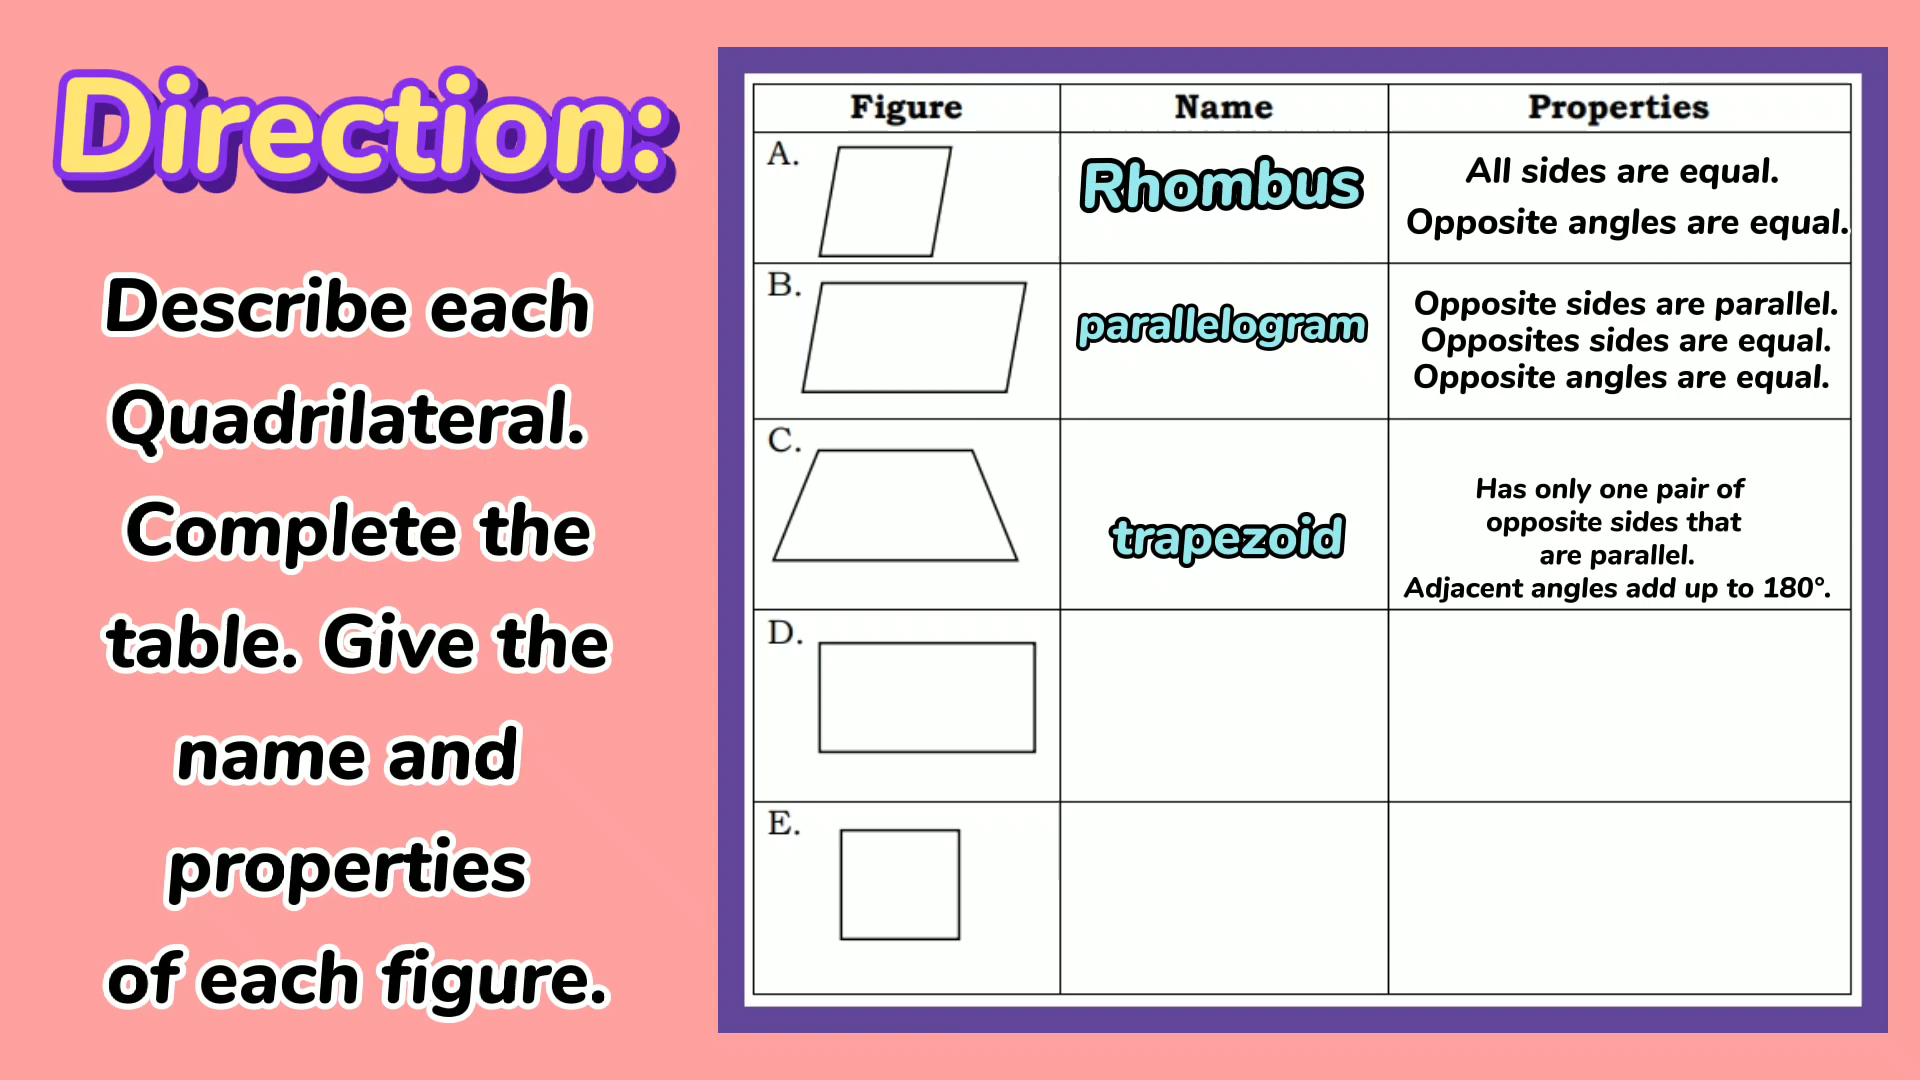 Direction:
Describe each
Quadrilateral.
Complete the
table. Give the
name and
properties
of each figure.
Figure Name Properties
A. Rhombus All sides are equal.
Opposite angles are equal.
B. parallelogram Opposite sides are parallel.
Opposites sides are equal.
Opposite angles are equal.
C. trapezoid Has only one pair of
opposite sides that
are parallel.
Adjacent angles add up to 180°.
D.
E.